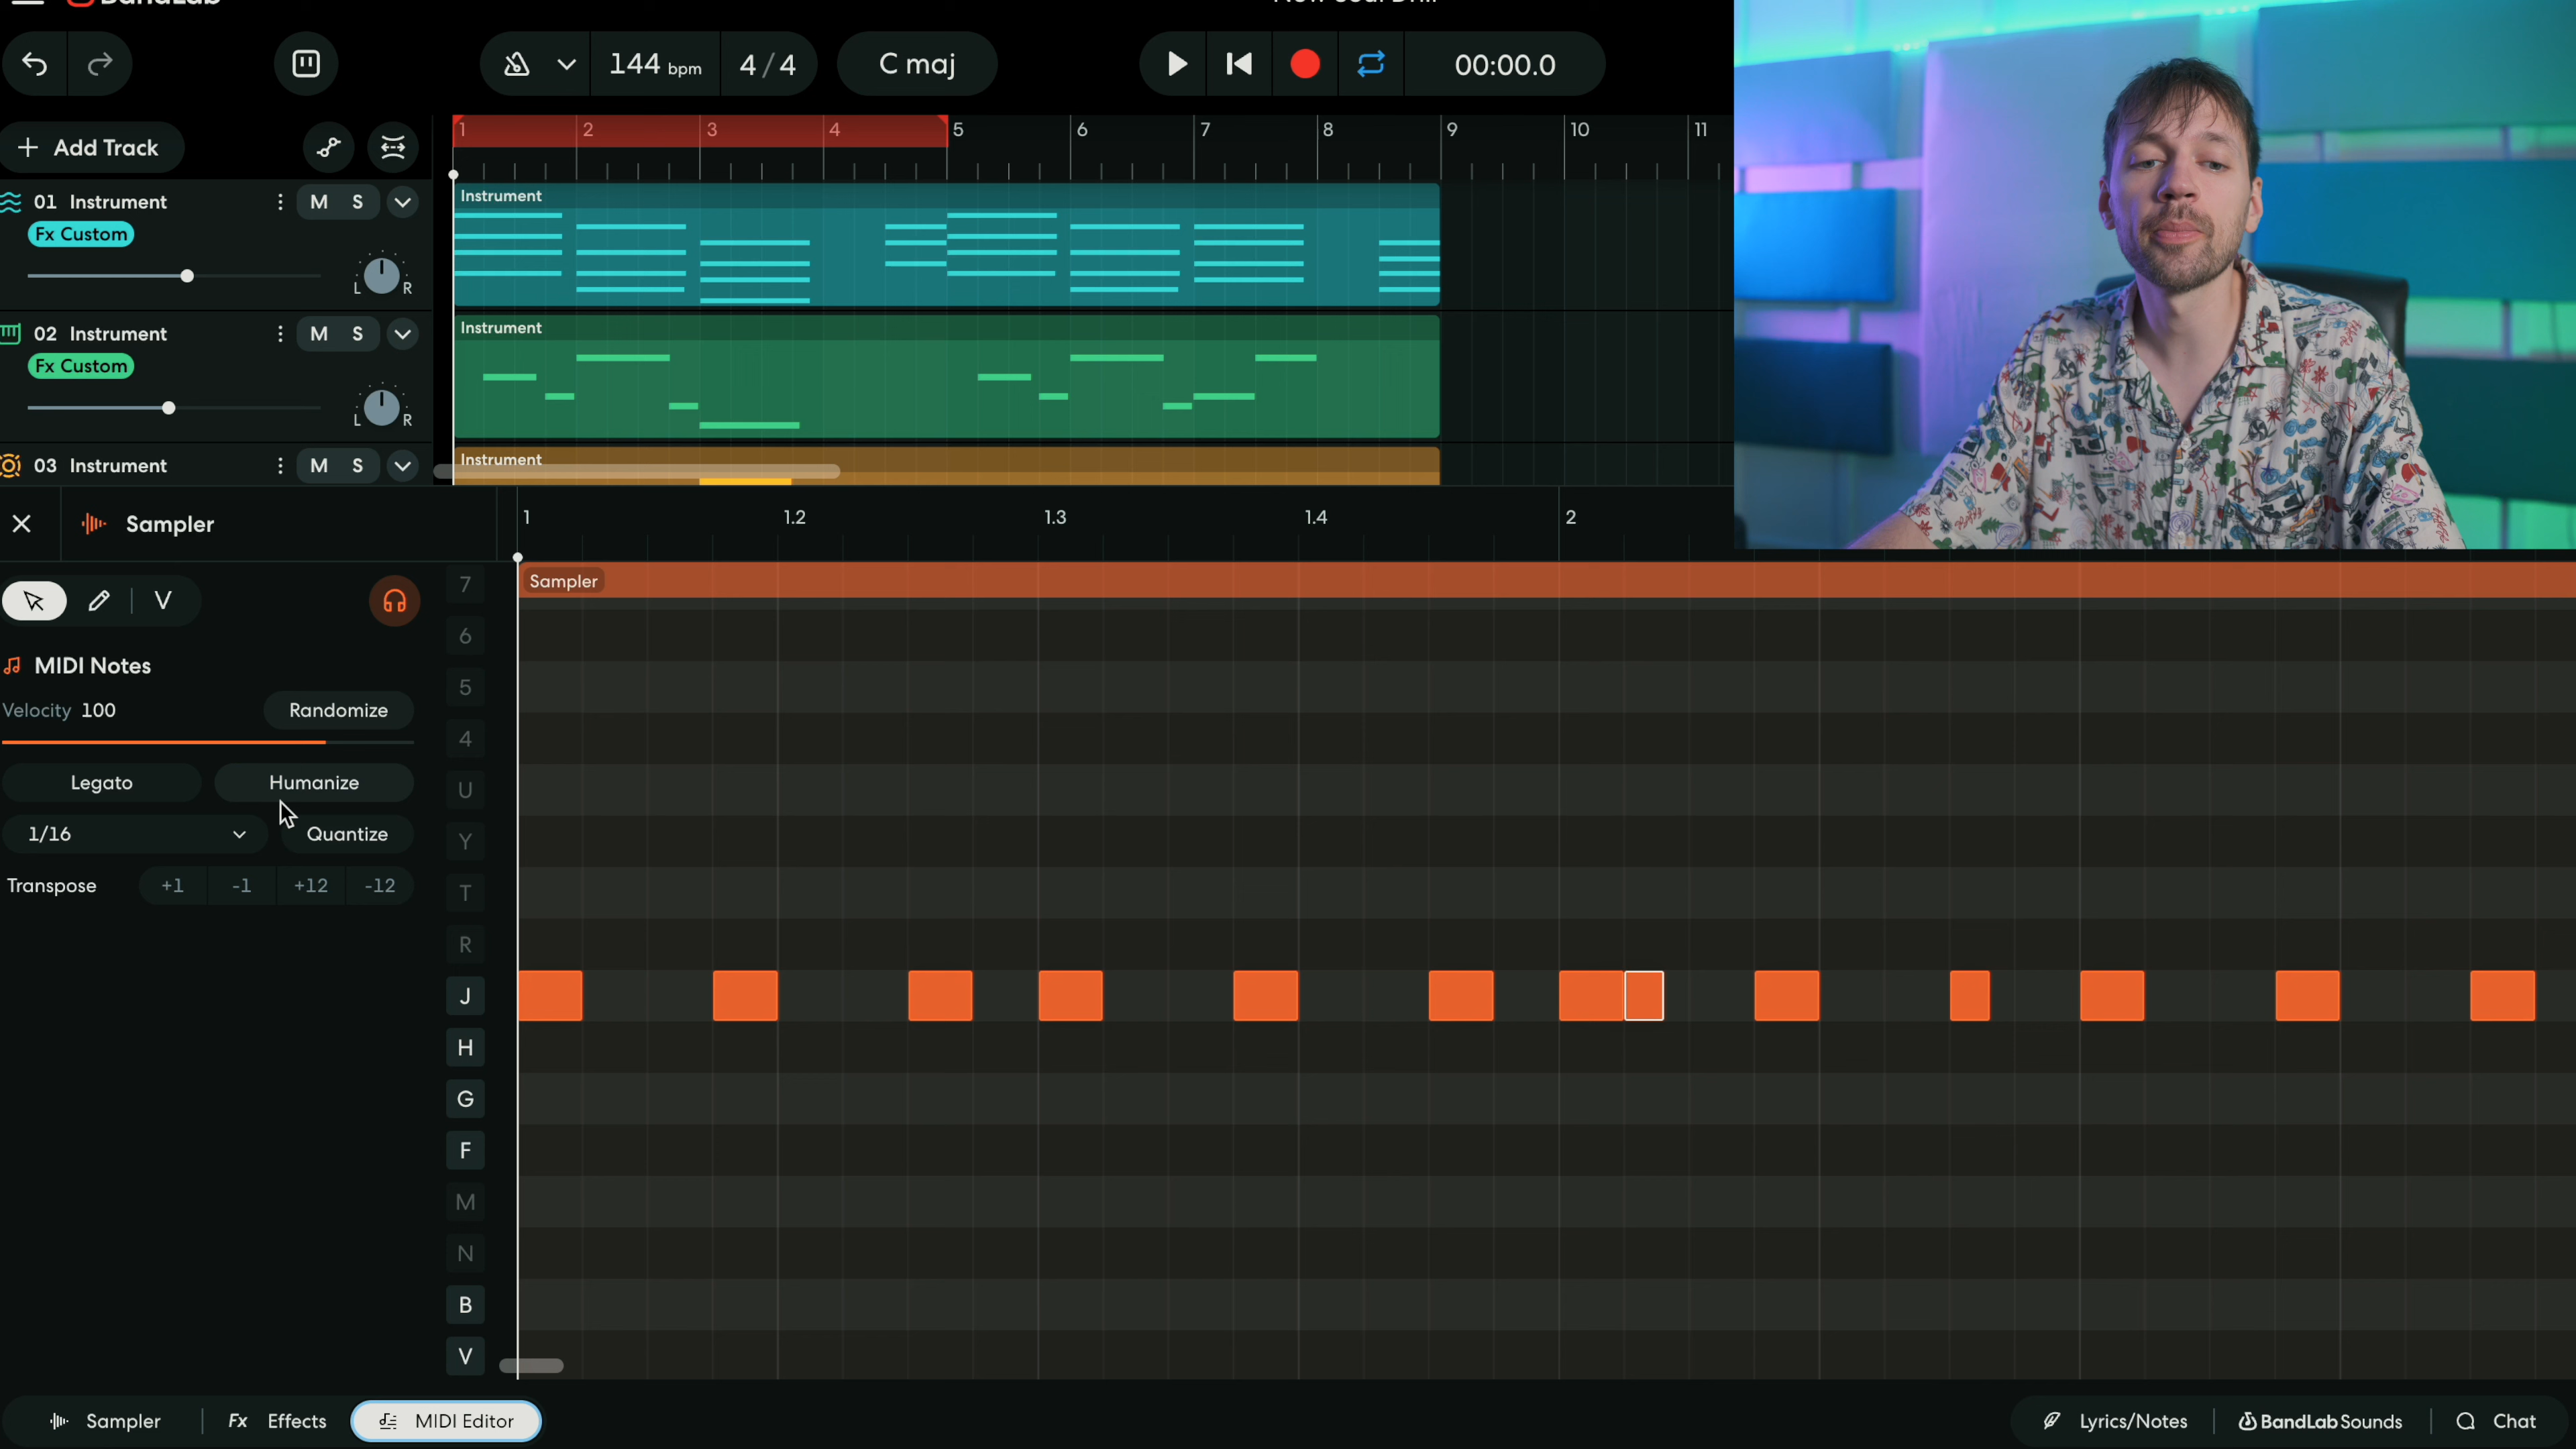 BandLab
144 bpm
4 / 4
C maj
00:00.0
+ Add Track
1 2 3 4 5 6 7 8 9 10 11
01 Instrument M S
Fx Custom
L R
Instrument
02 Instrument M S
Fx Custom
L R
Instrument
03 Instrument M S
Instrument
Sampler
1 1.2 1.3 1.4 2
V
Sampler
MIDI Notes
Velocity 100 Randomize
Legato Humanize
1/16 Quantize
Transpose +1 -1 +12 -12
7
6
5
4
U
Y
T
R
J
H
G
F
M
N
B
V
Sampler Fx Effects MIDI Editor
Lyrics/Notes BandLab Sounds Chat